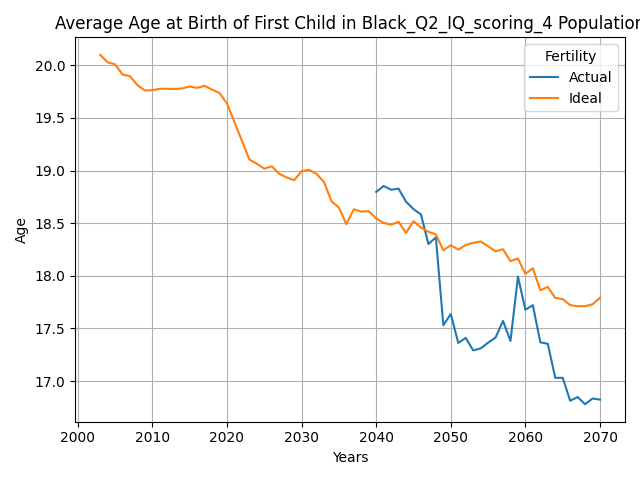 Average Age at Birth of First Child in Black_Q2_IQ_scoring_4 Population
Fertility
Actual
Ideal
20.0
19.5
19.0
18.5
18.0
17.5
17.0
Age
2000 2010 2020 2030 2040 2050 2060 2070
Years